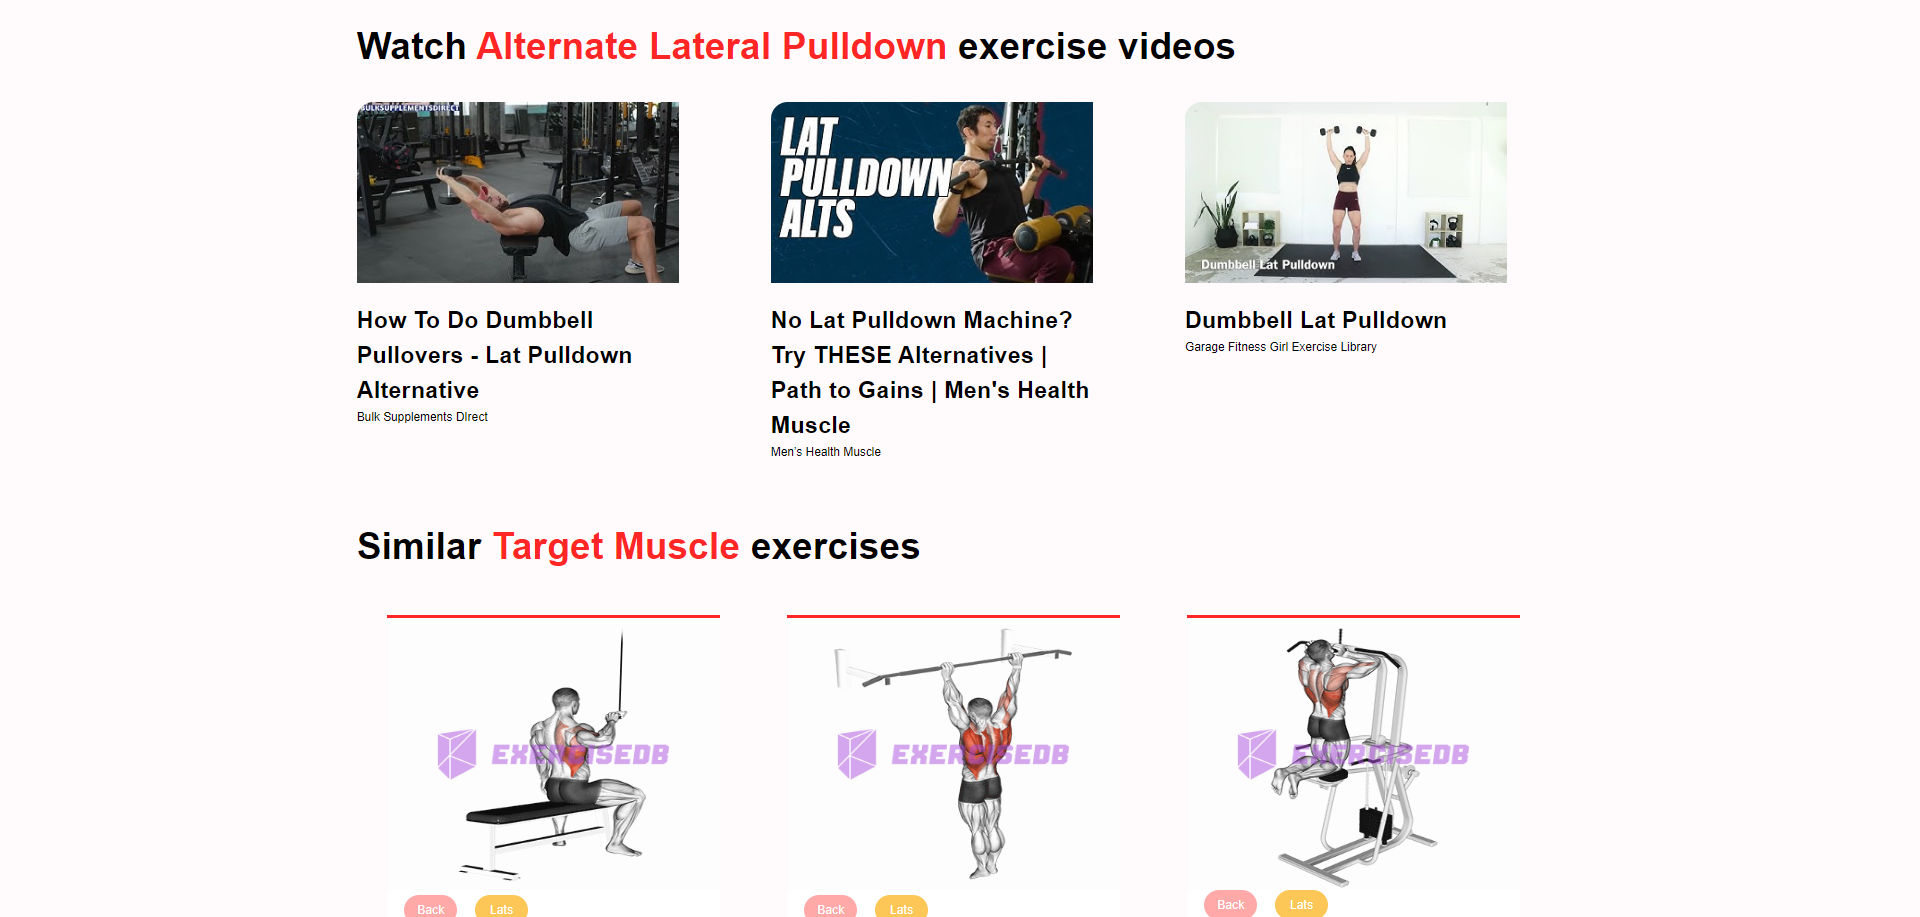 Watch Alternate Lateral Pulldown exercise videos
BULKSUPPLEMENTSDIRECT
LAT
PULLDOWN
ALTS
Dumbbell Lat Pulldown
How To Do Dumbbell
Pullovers - Lat Pulldown
Alternative
Bulk Supplements DIrect
No Lat Pulldown Machine?
Try THESE Alternatives |
Path to Gains | Men's Health
Muscle
Men's Health Muscle
Dumbbell Lat Pulldown
Garage Fitness Girl Exercise Library
Similar Target Muscle exercises
EXERCISEDB
EXERCISEDB
EXERCISEDB
Back Lats
Back Lats
Back Lats